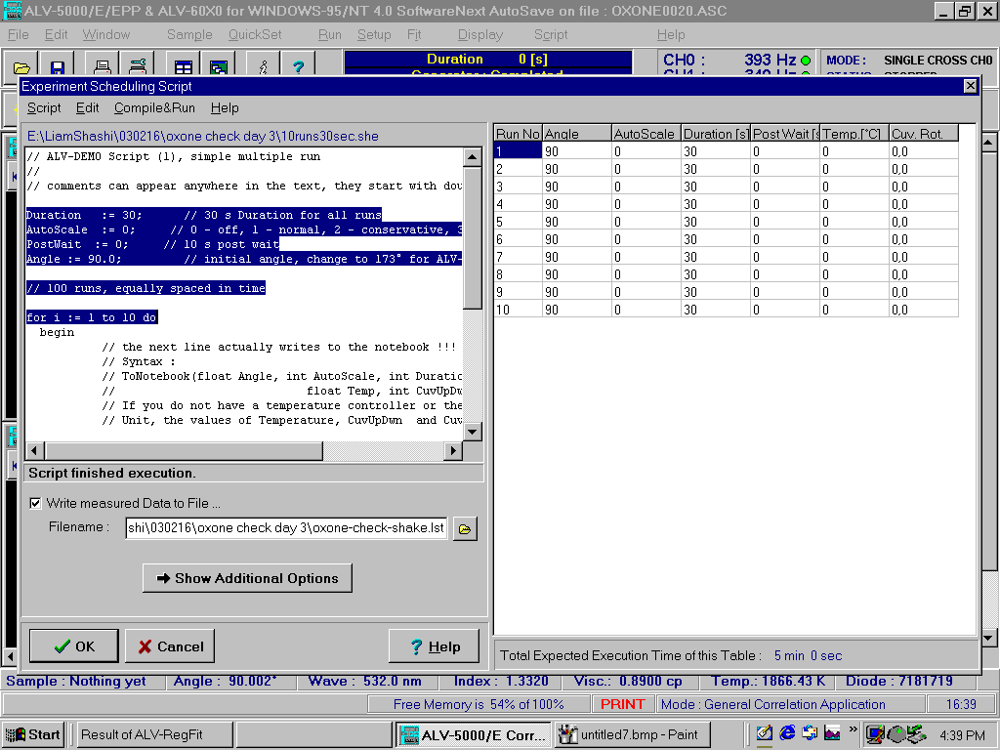 ALV-5000/E/EPP & ALV-60X0 for WINDOWS-95/NT 4.0 SoftwareNext AutoSave on file : OXONE0020.ASC
File Edit Window Sample QuickSet Run Setup Fit Display Script Help
Duration 0 [s]
CH0 : 393 Hz
MODE : SINGLE CROSS CH0
Experiment Scheduling Script
Script Edit Compile&Run Help
E:\LiamShashi\030216\oxone check day 3\10runs30sec.she
// ALV-DEMO Script (1), simple multiple run
//
// comments can appear anywhere in the text, they start with dou
Duration := 30; // 30 s Duration for all runs
AutoScale := 0; // 0 - off, 1 - normal, 2 - conservative, 3
PostWait := 0; // 10 s post wait
Angle := 90.0; // initial angle, change to 173° for ALV-
// 100 runs, equally spaced in time
for i := 1 to 10 do
begin
// the next line actually writes to the notebook !!!
// Syntax :
// ToNotebook(float Angle, int AutoScale, int Duratio
// float Temp, int CuvUpDw
// If you do not have a temperature controller or the
// Unit, the values of Temperature, CuvUpDwn and Cuv
Script finished execution.
Write measured Data to File ...
Filename : shi\030216\oxone check day 3\oxone-check-shake.lst
Show Additional Options
OK Cancel Help
Run No Angle AutoScale Duration [s] Post Wait [s Temp.[°C] Cuv. Rot.
1 90 0 30 0 0 0,0
2 90 0 30 0 0 0,0
3 90 0 30 0 0 0,0
4 90 0 30 0 0 0,0
5 90 0 30 0 0 0,0
6 90 0 30 0 0 0,0
7 90 0 30 0 0 0,0
8 90 0 30 0 0 0,0
9 90 0 30 0 0 0,0
10 90 0 30 0 0 0,0
Total Expected Execution Time of this Table : 5 min 0 sec
Sample : Nothing yet Angle : 90.002° Wave : 532.0 nm Index : 1.3320 Visc.: 0.8900 cp Temp.: 1866.43 K Diode : 7181719
Free Memory is 54% of 100% PRINT Mode : General Correlation Application 16:39
Start Result of ALV-RegFit ALV-5000/E Corr... untitled7.bmp - Paint » 4:39 PM